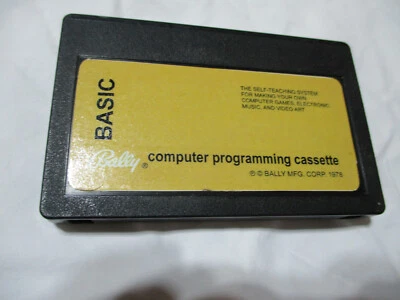 BASIC
THE SELF-TEACHING SYSTEM
FOR MAKING YOUR OWN
COMPUTER GAMES, ELECTRONIC
MUSIC, AND VIDEO ART
Bally® computer programming cassette
© ℗ BALLY MFG. CORP. 1978